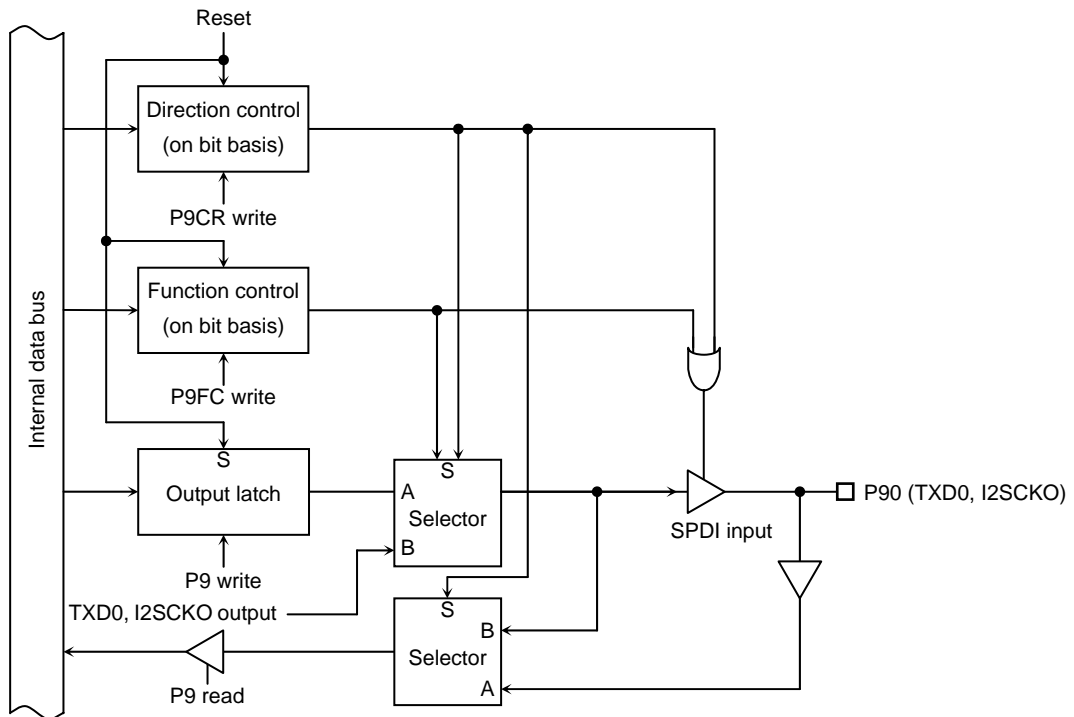 Reset
Direction control
(on bit basis)
P9CR write
Function control
(on bit basis)
P9FC write
Internal data bus
S
Output latch
P9 write
TXD0, I2SCKO output
S
A
Selector
B
SPDI input
P90 (TXD0, I2SCKO)
S
B
Selector
A
P9 read